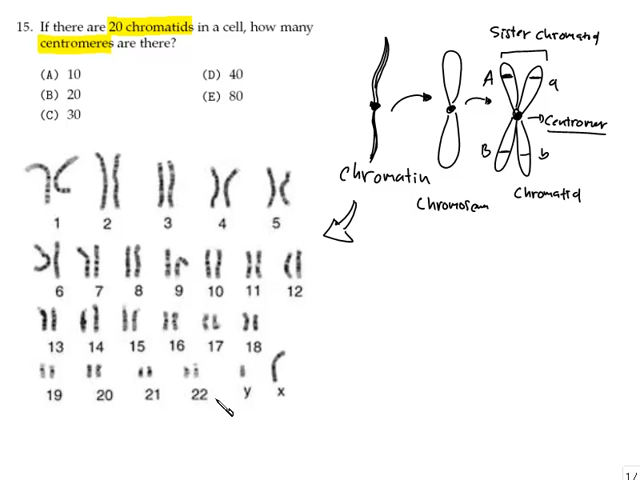 15. If there are 20 chromatids in a cell, how many
centromeres are there?
(A) 10
(B) 20
(C) 30
(D) 40
(E) 80
Sister chromatid
A a
Centromer
B b
Chromatin
Chromosom
Chromatid
1 2 3 4 5
6 7 8 9 10 11 12
13 14 15 16 17 18
19 20 21 22 y x